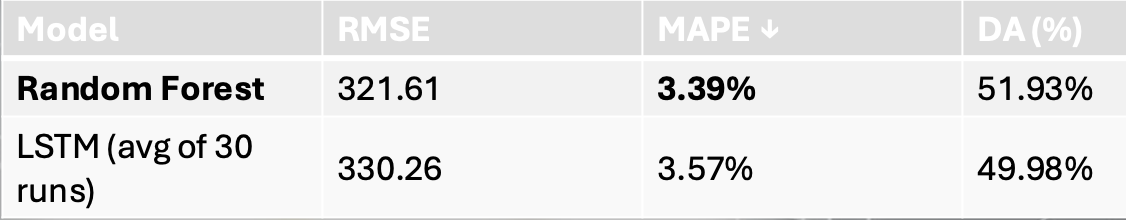 Model RMSE MAPE ↓ DA (%)
Random Forest 321.61 3.39% 51.93%
LSTM (avg of 30
runs) 330.26 3.57% 49.98%